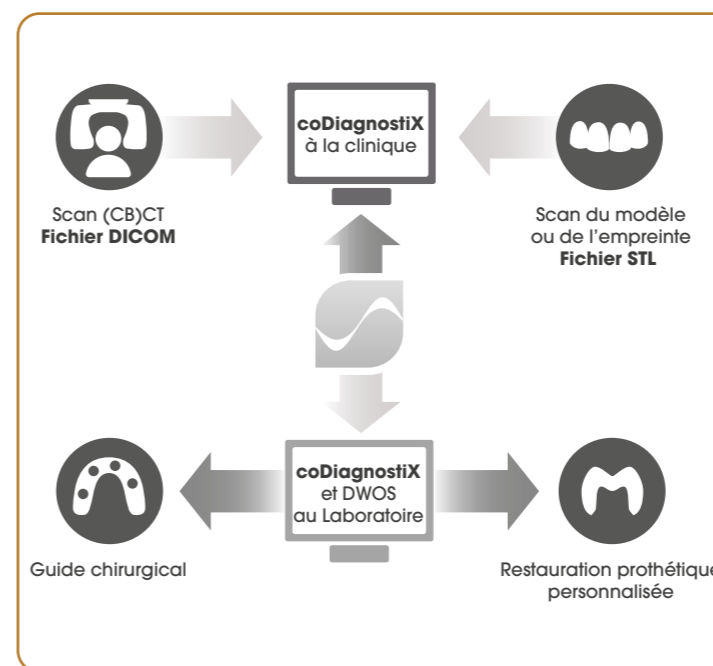 coDiagnostiX
à la clinique
Scan (CB)CT
Fichier DICOM
Scan du modèle
ou de l'empreinte
Fichier STL
coDiagnostiX
et DWOS
au Laboratoire
Guide chirurgical
Restauration prothétique
personnalisée